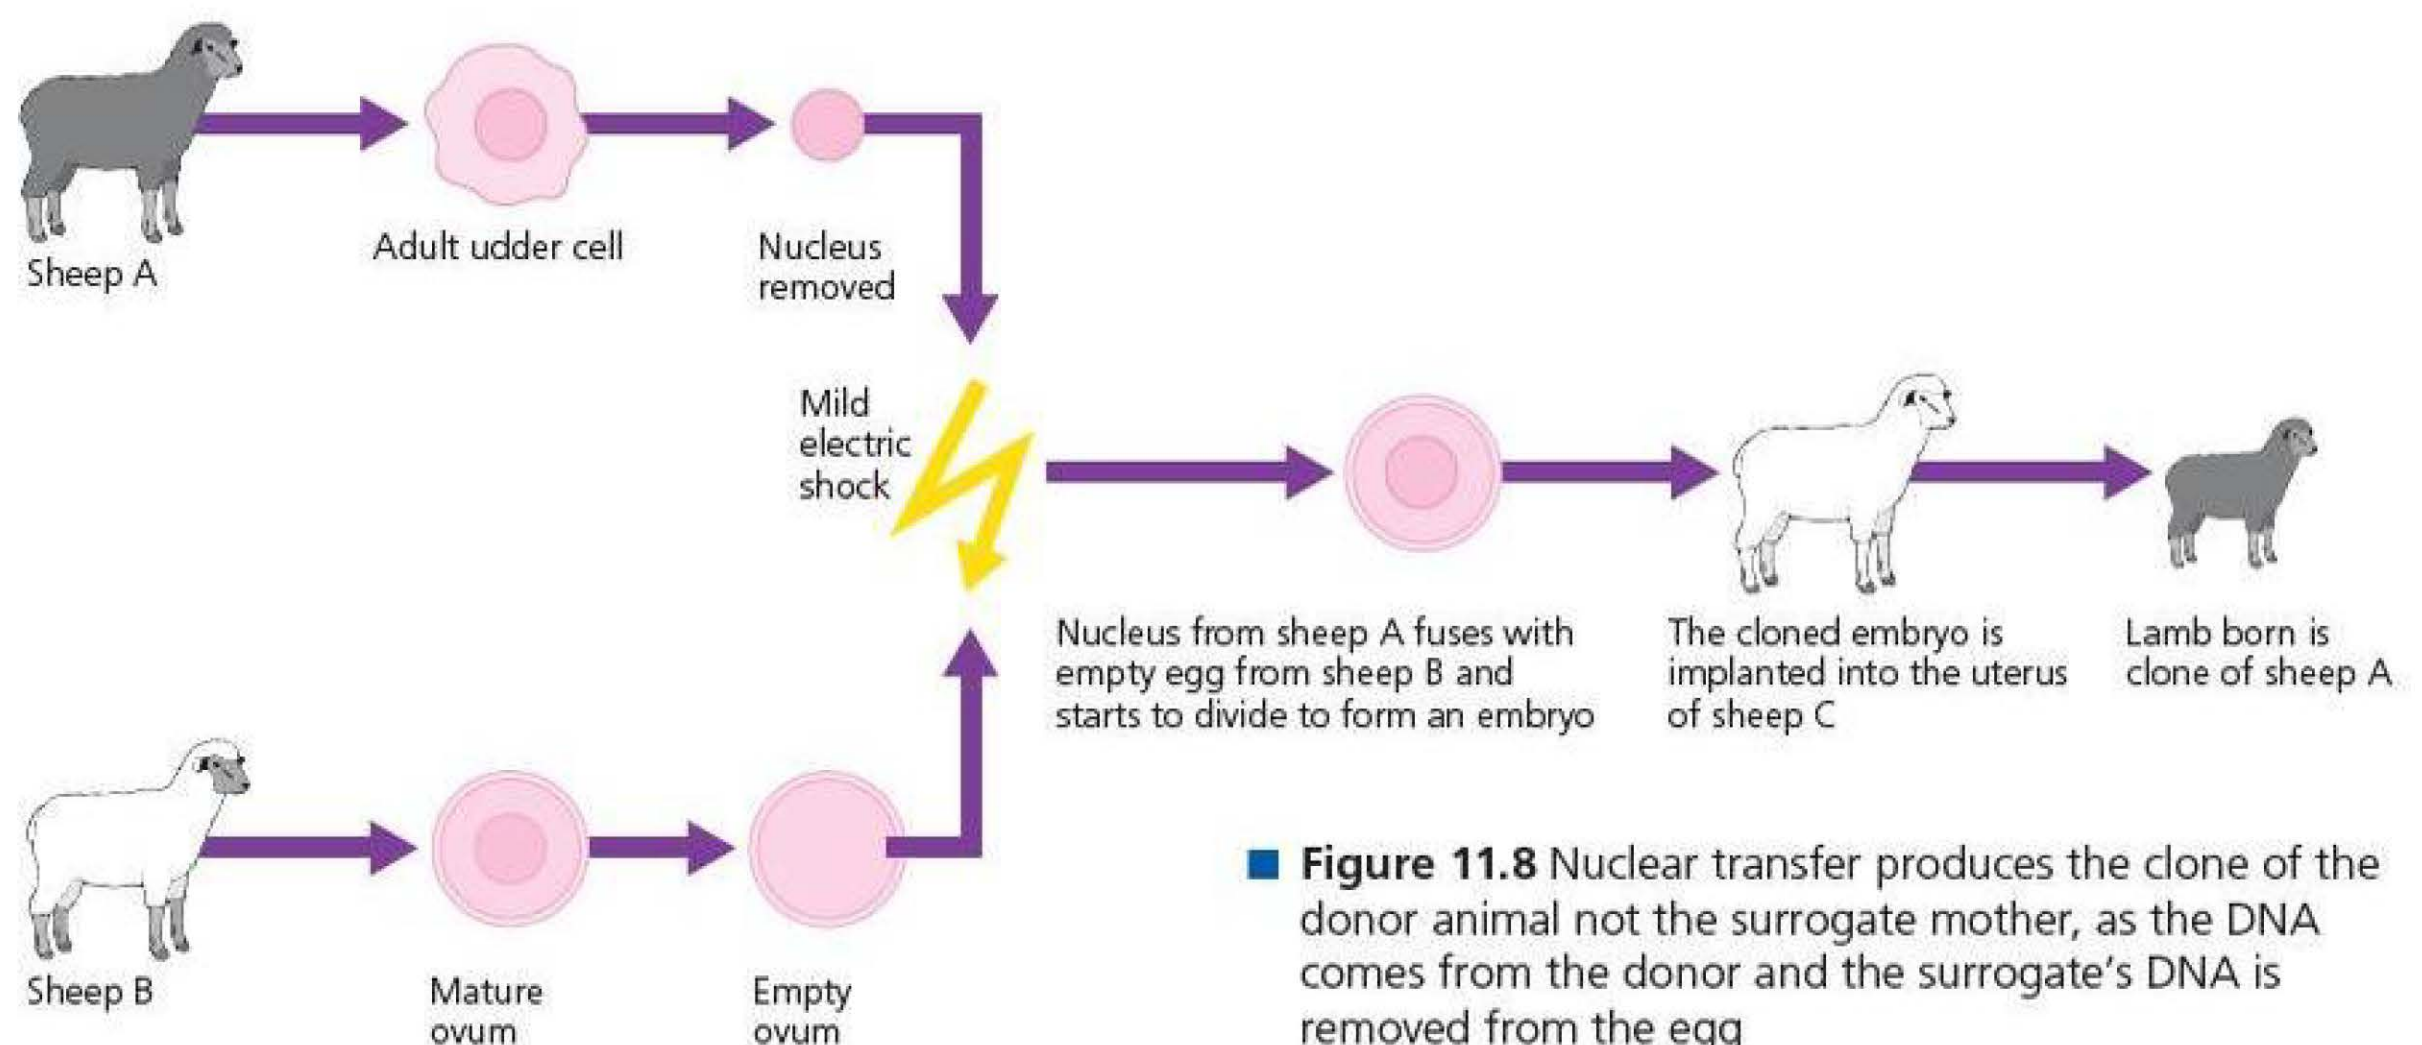 Sheep A
Adult udder cell
Nucleus
removed
Mild
electric
shock
Nucleus from sheep A fuses with
empty egg from sheep B and
starts to divide to form an embryo
The cloned embryo is
implanted into the uterus
of sheep C
Lamb born is
clone of sheep A
Sheep B
Mature
ovum
Empty
ovum
Figure 11.8 Nuclear transfer produces the clone of the
donor animal not the surrogate mother, as the DNA
comes from the donor and the surrogate's DNA is
removed from the egg